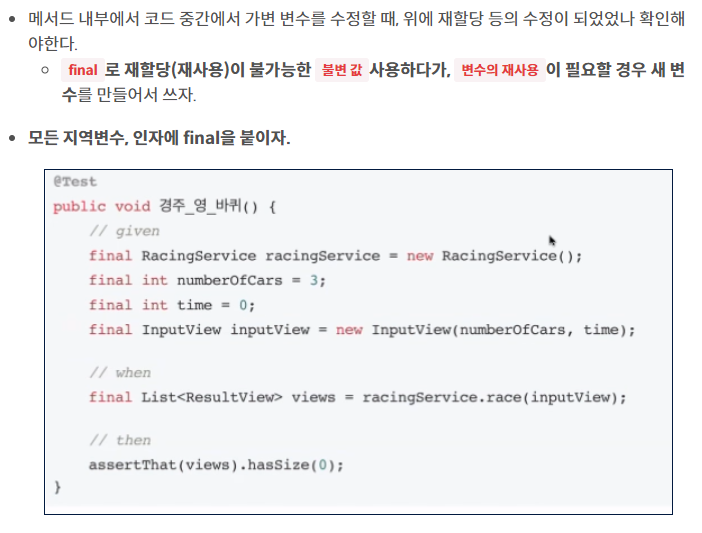 메서드 내부에서 코드 중간에서 가변 변수를 수정할 때, 위에 재할당 등의 수정이 되었었나 확인해
야한다.
final 로 재할당(재사용)이 불가능한 불변 값 사용하다가, 변수의 재사용 이 필요할 경우 새 변
수를 만들어서 쓰자.
모든 지역변수, 인자에 final을 붙이자.
@Test
public void 경주_영_바퀴() {
// given
final RacingService racingService = new RacingService();
final int numberOfCars = 3;
final int time = 0;
final InputView inputView = new InputView(numberOfCars, time);
// when
final List<ResultView> views = racingService.race(inputView);
// then
assertThat(views).hasSize(0);
}